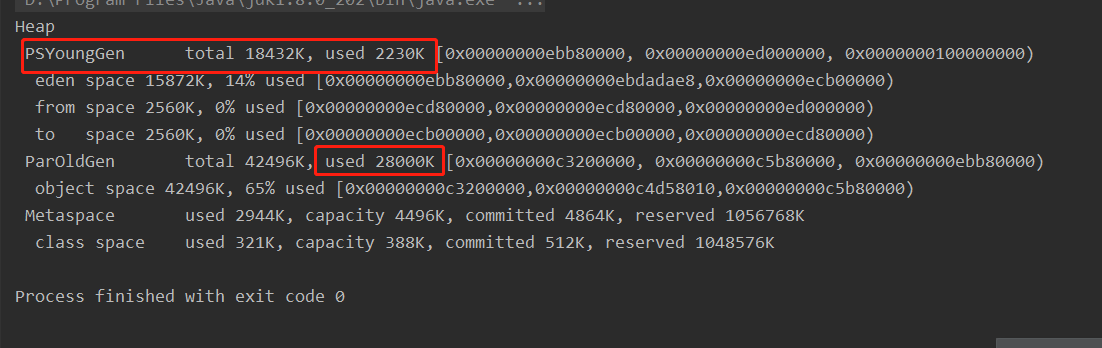 D:\Program Files\Java\jdk1.8.0_202\bin\java.exe" ...
Heap
PSYoungGen total 18432K, used 2230K [0x00000000ebb80000, 0x00000000ed000000, 0x0000000100000000)
eden space 15872K, 14% used [0x00000000ebb80000,0x00000000ebdadae8,0x00000000ecb00000)
from space 2560K, 0% used [0x00000000ecd80000,0x00000000ecd80000,0x00000000ed000000)
to space 2560K, 0% used [0x00000000ecb00000,0x00000000ecb00000,0x00000000ecd80000)
ParOldGen total 42496K, used 28000K [0x00000000c3200000, 0x00000000c5b80000, 0x00000000ebb80000)
object space 42496K, 65% used [0x00000000c3200000,0x00000000c4d58010,0x00000000c5b80000)
Metaspace used 2944K, capacity 4496K, committed 4864K, reserved 1056768K
class space used 321K, capacity 388K, committed 512K, reserved 1048576K
Process finished with exit code 0